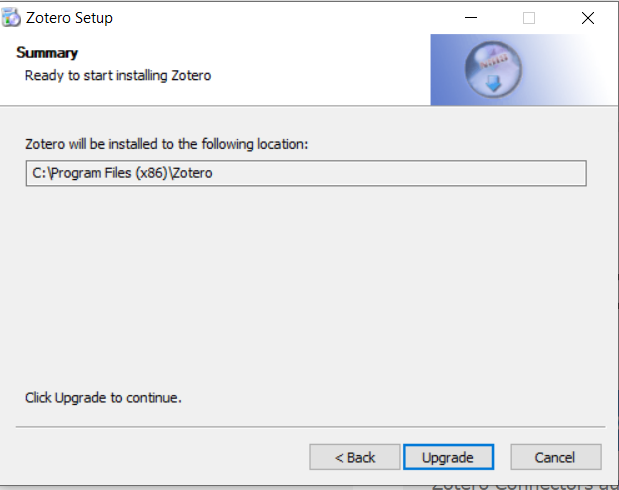 Zotero Setup
Summary
Ready to start installing Zotero
Zotero will be installed to the following location:
C:\Program Files (x86)\Zotero
Click Upgrade to continue.
< Back Upgrade Cancel
Zotero Connectors